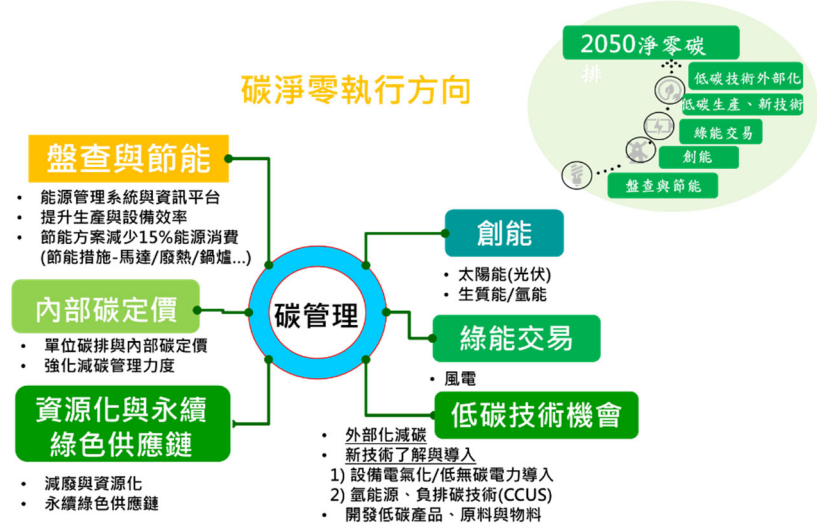 碳淨零執行方向
2050淨零碳
排
低碳技術外部化
低碳生產、新技術
綠能交易
創能
盤查與節能
盤查與節能
• 能源管理系統與資訊平台
• 提升生產與設備效率
• 節能方案減少15%能源消費
(節能措施-馬達/廢熱/鍋爐...)
內部碳定價
• 單位碳排與內部碳定價
• 強化減碳管理力度
資源化與永續
綠色供應鏈
• 減廢與資源化
• 永續綠色供應鏈
碳管理
創能
• 太陽能(光伏)
• 生質能/氫能
綠能交易
• 風電
低碳技術機會
• 外部化減碳
• 新技術了解與導入
1) 設備電氣化/低無碳電力導入
2) 氫能源、負排碳技術(CCUS)
• 開發低碳產品、原料與物料